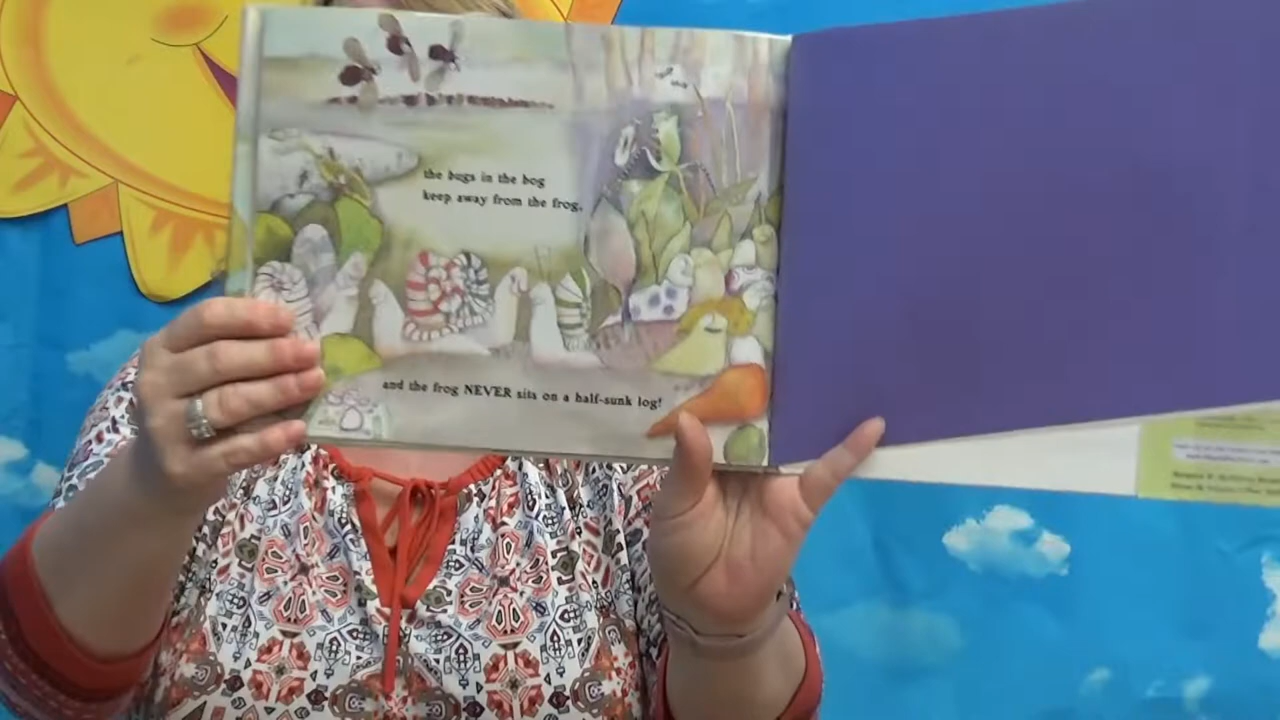 the bugs in the bog
keep away from the frog,
and the frog NEVER sits on a half-sunk log!